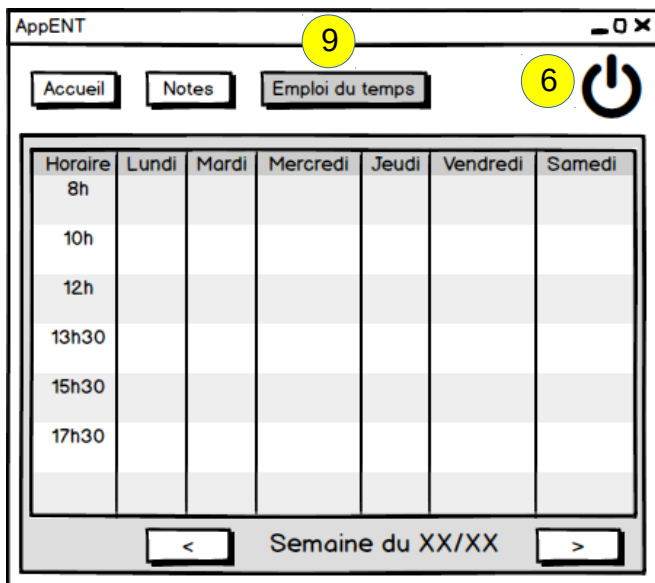 AppENT
9
6
Accueil Notes Emploi du temps
Horaire Lundi Mardi Mercredi Jeudi Vendredi Samedi
8h
10h
12h
13h30
15h30
17h30
< Semaine du XX/XX >